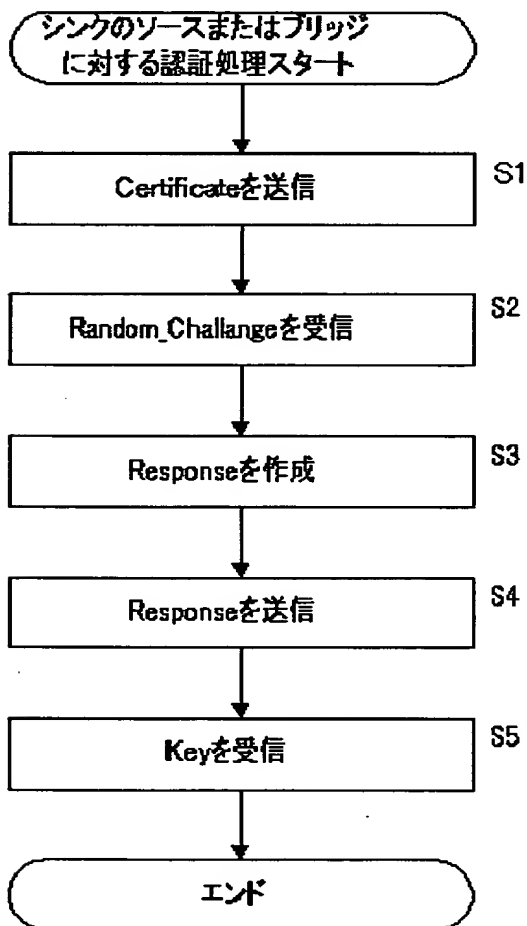 シンクのソースまたはブリッジ
に対する認証処理スタート
Certificateを送信
S1
Random_Challangeを受信
S2
Responseを作成
S3
Responseを送信
S4
Keyを受信
S5
エンド